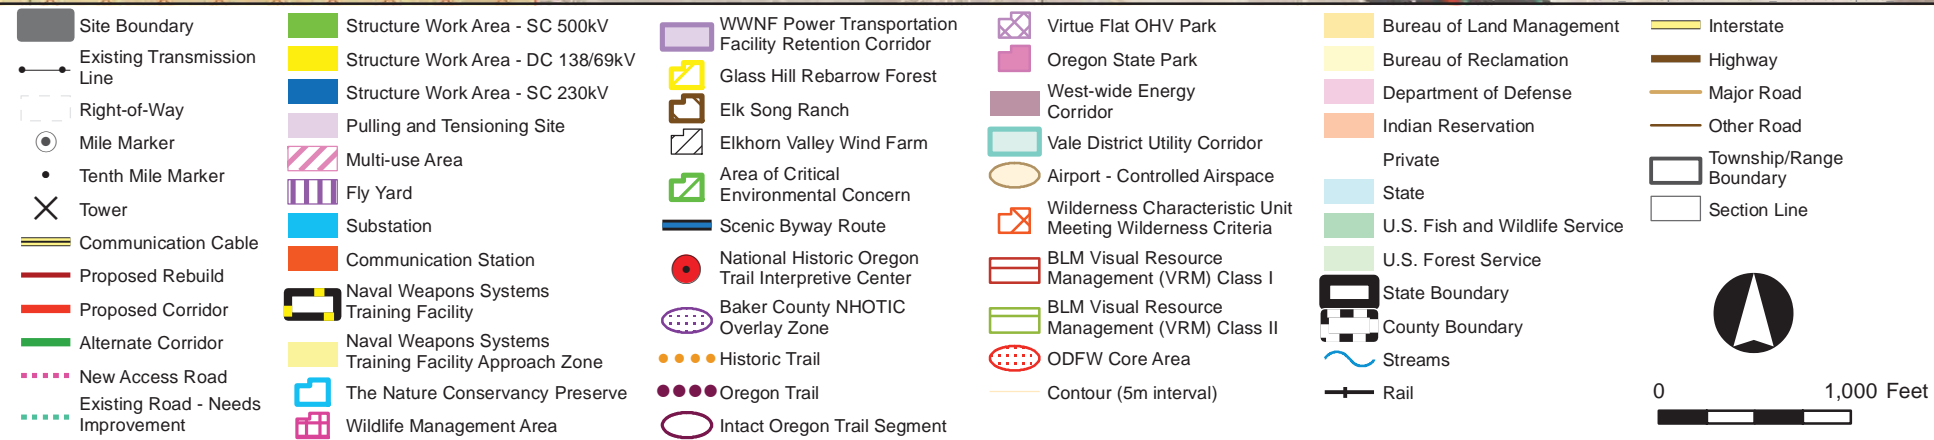 Site Boundary
Existing Transmission
Line
Right-of-Way
Mile Marker
Tenth Mile Marker
Tower
Communication Cable
Proposed Rebuild
Proposed Corridor
Alternate Corridor
New Access Road
Existing Road - Needs
Improvement
Structure Work Area - SC 500kV
Structure Work Area - DC 138/69kV
Structure Work Area - SC 230kV
Pulling and Tensioning Site
Multi-use Area
Fly Yard
Substation
Communication Station
Naval Weapons Systems
Training Facility
Naval Weapons Systems
Training Facility Approach Zone
The Nature Conservancy Preserve
Wildlife Management Area
WWNF Power Transportation
Facility Retention Corridor
Glass Hill Rebarrow Forest
Elk Song Ranch
Elkhorn Valley Wind Farm
Area of Critical
Environmental Concern
Scenic Byway Route
National Historic Oregon
Trail Interpretive Center
Baker County NHOTIC
Overlay Zone
Historic Trail
Oregon Trail
Intact Oregon Trail Segment
Virtue Flat OHV Park
Oregon State Park
West-wide Energy
Corridor
Vale District Utility Corridor
Airport - Controlled Airspace
Wilderness Characteristic Unit
Meeting Wilderness Criteria
BLM Visual Resource
Management (VRM) Class I
BLM Visual Resource
Management (VRM) Class II
ODFW Core Area
Contour (5m interval)
Bureau of Land Management
Bureau of Reclamation
Department of Defense
Indian Reservation
Private
State
U.S. Fish and Wildlife Service
U.S. Forest Service
State Boundary
County Boundary
Streams
Rail
Interstate
Highway
Major Road
Other Road
Township/Range
Boundary
Section Line
0 1,000 Feet